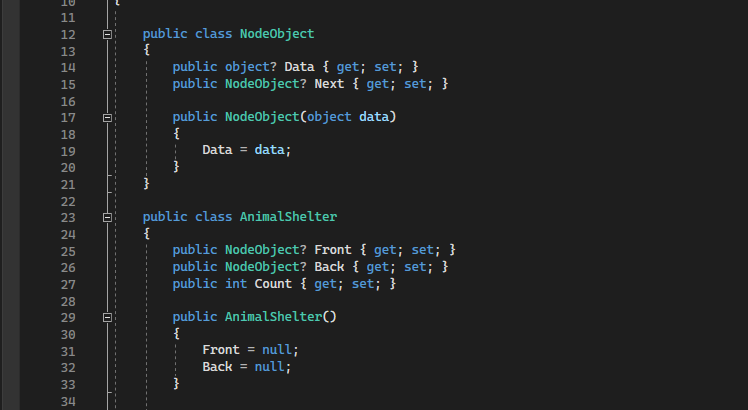 10 {
11
12 public class NodeObject
13 {
14 public object? Data { get; set; }
15 public NodeObject? Next { get; set; }
16
17 public NodeObject(object data)
18 {
19 Data = data;
20 }
21 }
22
23 public class AnimalShelter
24 {
25 public NodeObject? Front { get; set; }
26 public NodeObject? Back { get; set; }
27 public int Count { get; set; }
28
29 public AnimalShelter()
30 {
31 Front = null;
32 Back = null;
33 }
34